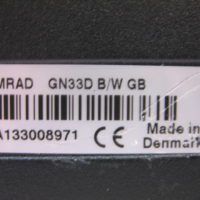 MRAD GN33D B/W GB
A133008971 CE Made in
Denmark